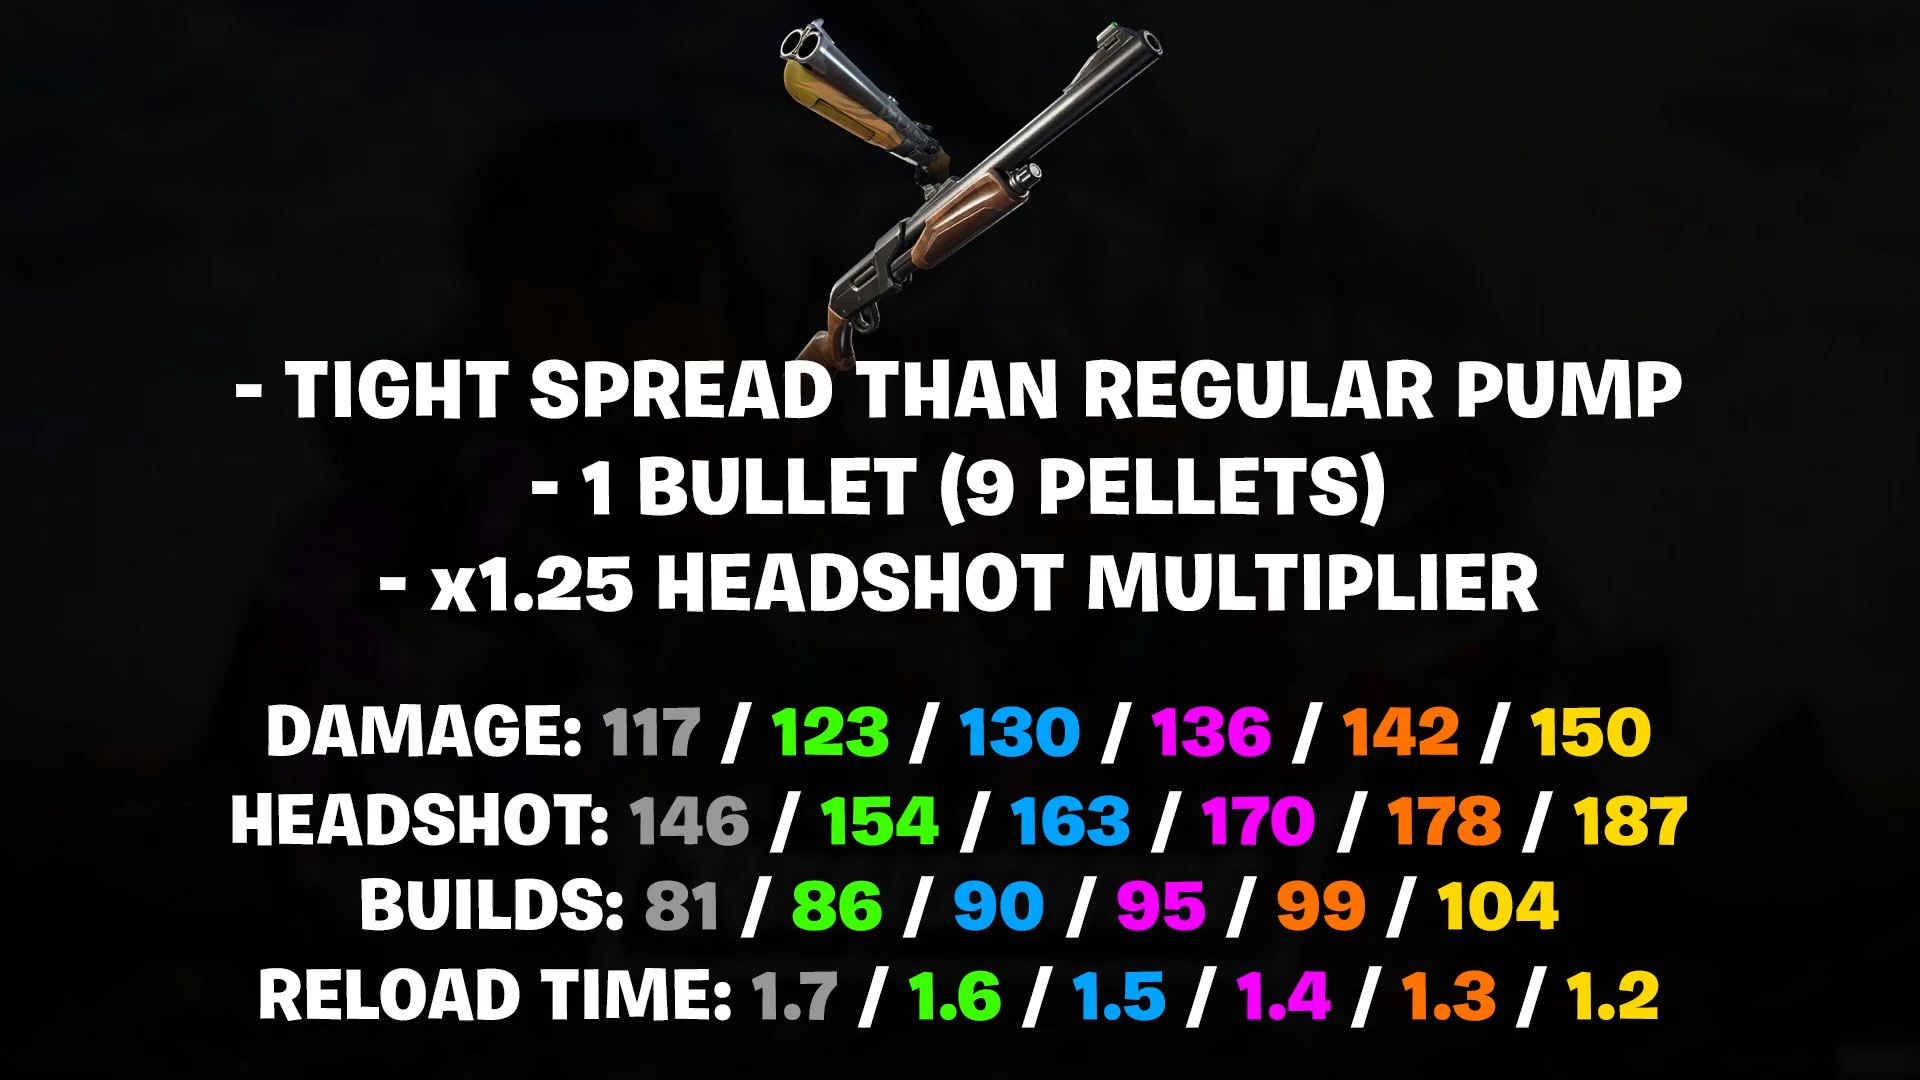 - TIGHT SPREAD THAN REGULAR PUMP
- 1 BULLET (9 PELLETS)
- x1.25 HEADSHOT MULTIPLIER
DAMAGE: 117 / 123 / 130 / 136 / 142 / 150
HEADSHOT: 146 / 154 / 163 / 170 / 178 / 187
BUILDS: 81 / 86 / 90 / 95 / 99 / 104
RELOAD TIME: 1.7 / 1.6 / 1.5 / 1.4 / 1.3 / 1.2